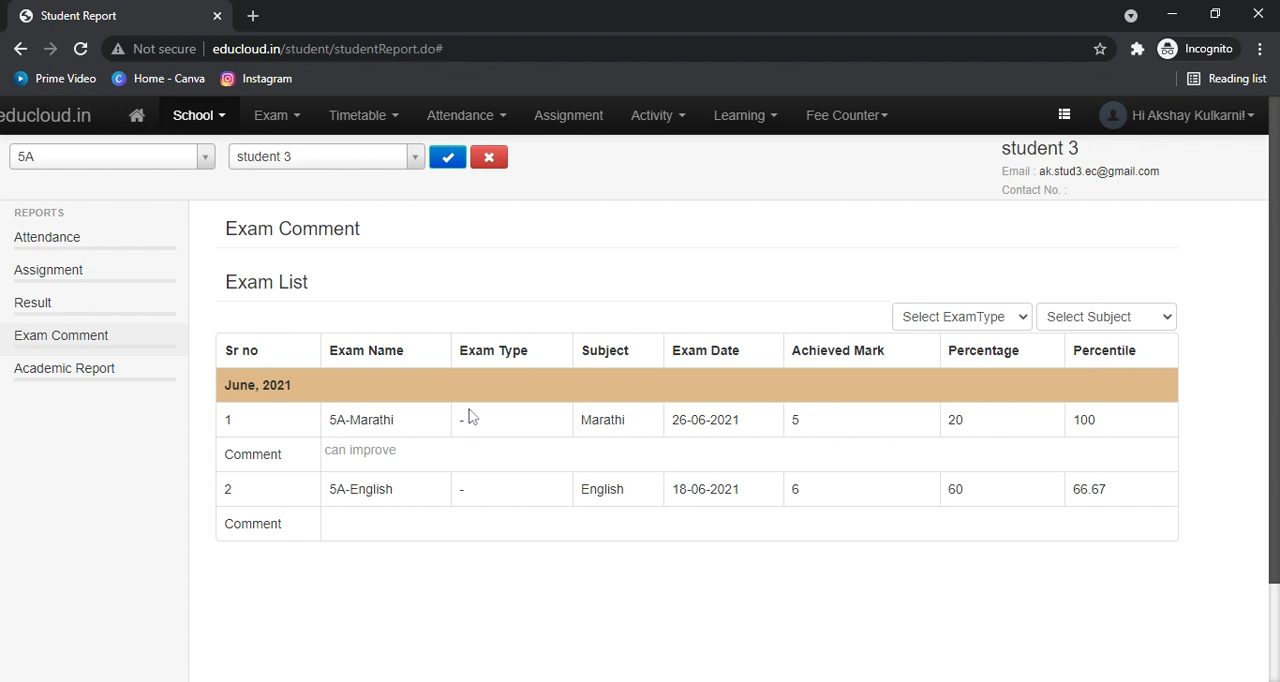 Student Report
Not secure educloud.in/student/studentReport.do#
Incognito
Prime Video Home - Canva Instagram
Reading list
educloud.in School Exam Timetable Attendance Assignment Activity Learning Fee Counter Hi Akshay Kulkarni!
5A student 3
student 3
Email : ak.stud3.ec@gmail.com
Contact No. :
REPORTS
Attendance
Assignment
Result
Exam Comment
Academic Report
Exam Comment
Exam List
Select ExamType Select Subject
Sr no Exam Name Exam Type Subject Exam Date Achieved Mark Percentage Percentile
June, 2021
1 5A-Marathi - Marathi 26-06-2021 5 20 100
Comment can improve
2 5A-English - English 18-06-2021 6 60 66.67
Comment